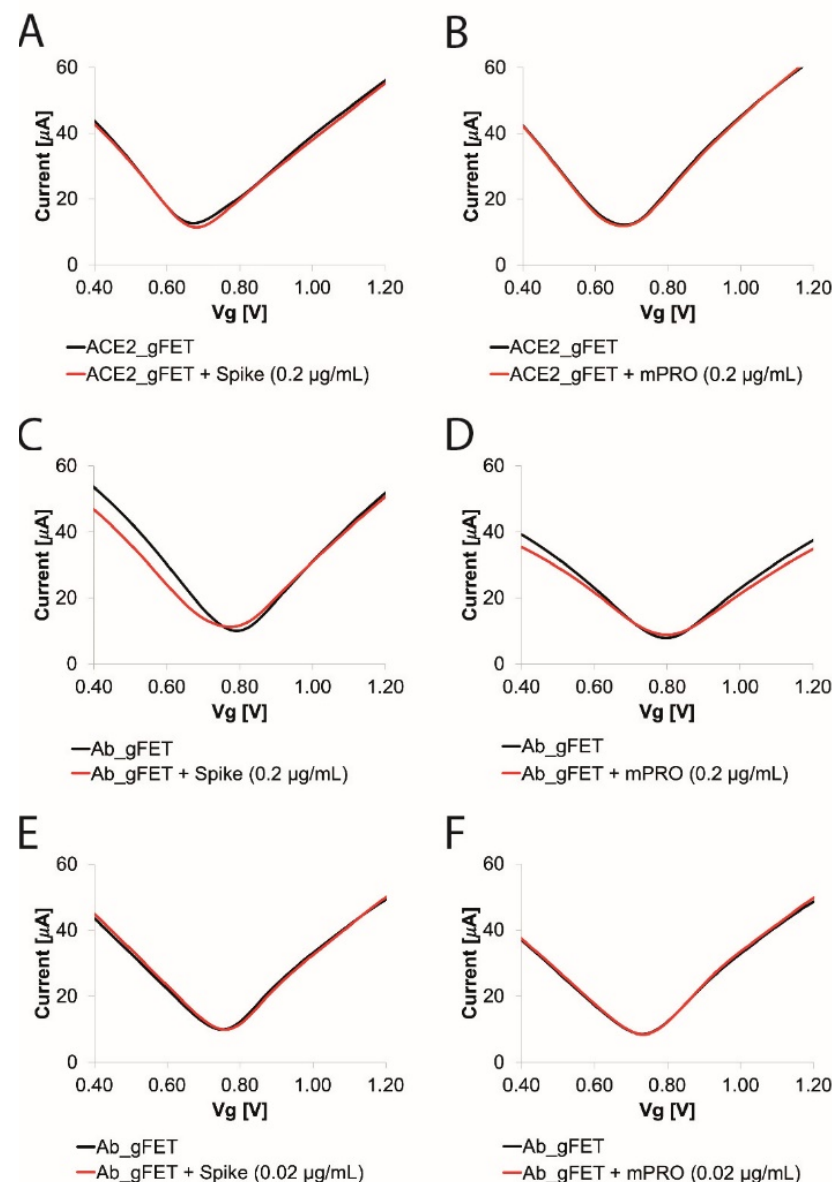 A
B
60
40
20
0
Current [μA]
0.40 0.60 0.80 1.00 1.20
Vg [V]
ACE2_gFET
ACE2_gFET + Spike (0.2 µg/mL)
60
40
20
0
Current [μA]
0.40 0.60 0.80 1.00 1.20
Vg [V]
ACE2_gFET
ACE2_gFET + mPRO (0.2 µg/mL)
C
D
60
40
20
0
Current [μA]
0.40 0.60 0.80 1.00 1.20
Vg [V]
Ab_gFET
Ab_gFET + Spike (0.2 µg/mL)
60
40
20
0
Current [μA]
0.40 0.60 0.80 1.00 1.20
Vg [V]
Ab_gFET
Ab_gFET + mPRO (0.2 µg/mL)
E
F
60
40
20
0
Current [μA]
0.40 0.60 0.80 1.00 1.20
Vg [V]
Ab_gFET
Ab_gFET + Spike (0.02 µg/mL)
60
40
20
0
Current [μA]
0.40 0.60 0.80 1.00 1.20
Vg [V]
Ab_gFET
Ab_gFET + mPRO (0.02 µg/mL)